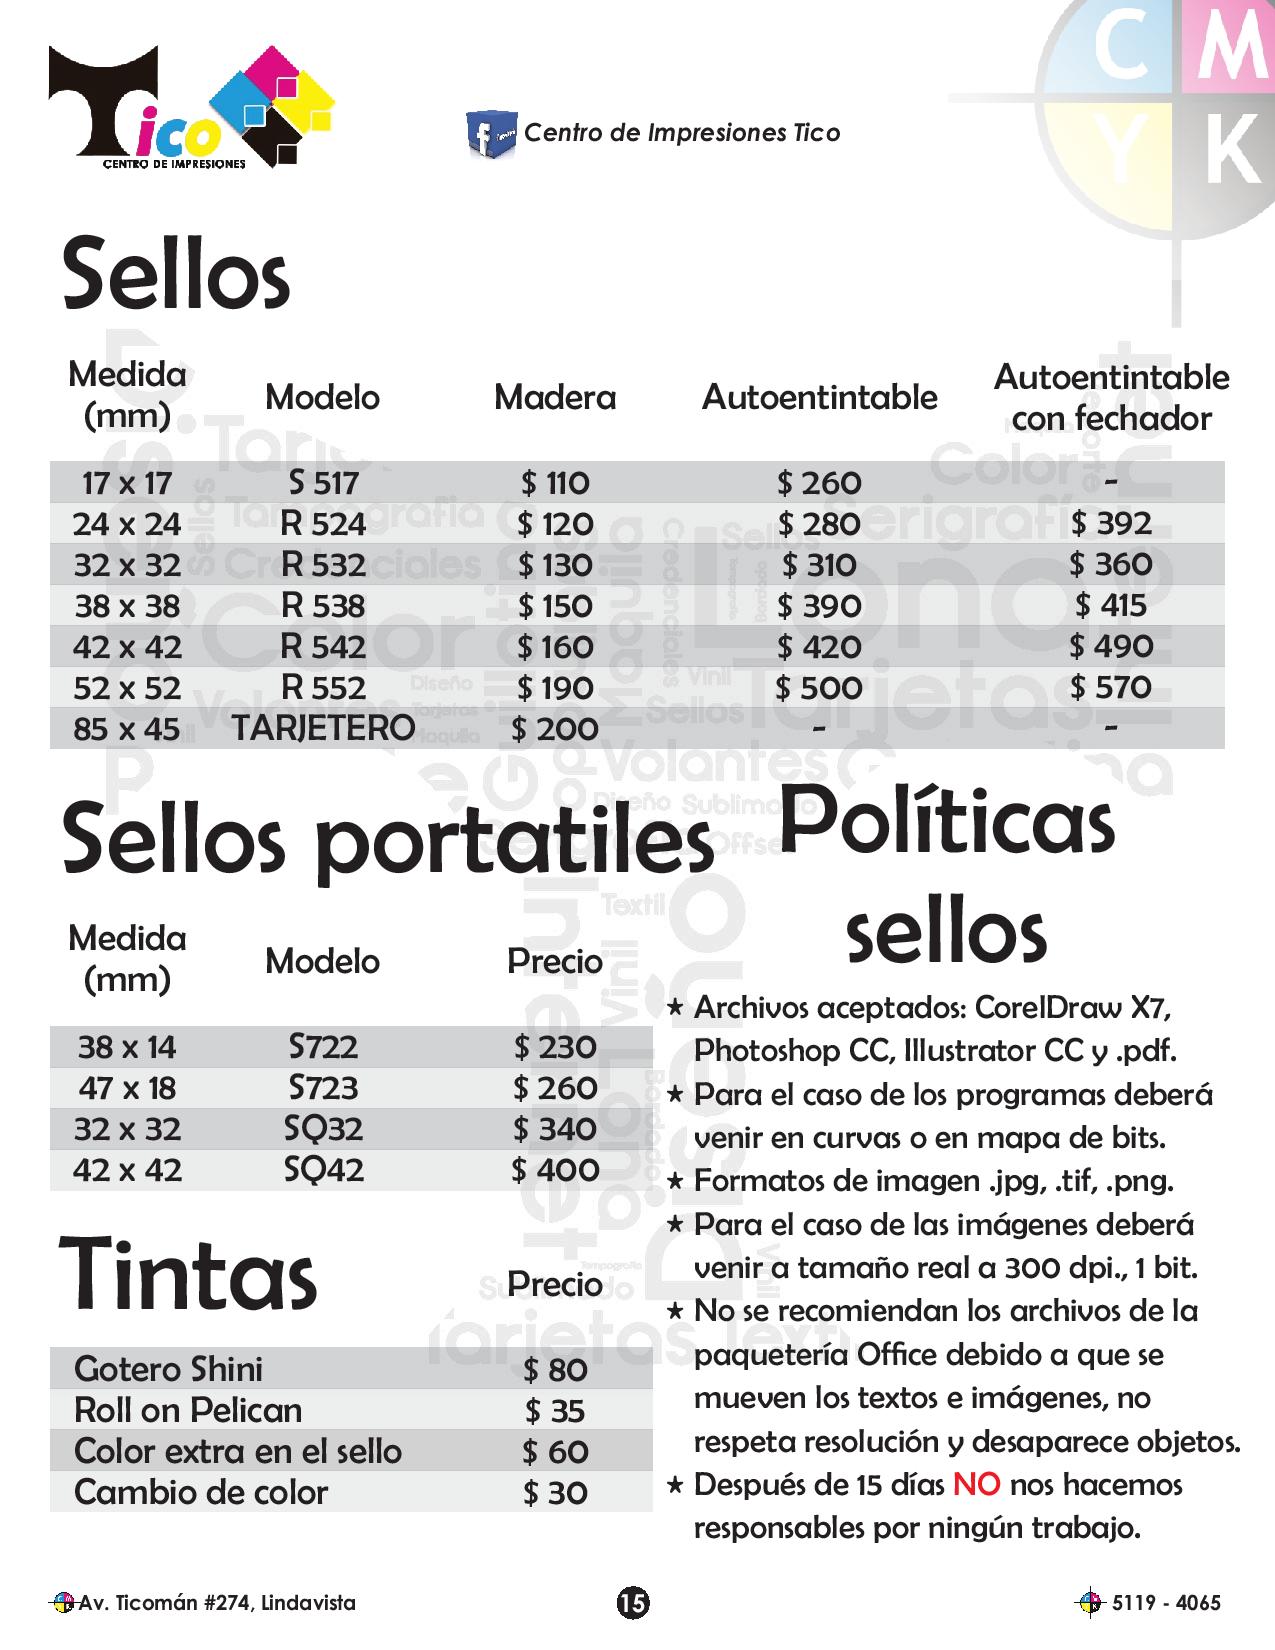 Tico
CENTRO DE IMPRESIONES
Centro de Impresiones Tico
C M
Y K
Sellos
Medida (mm) Modelo Madera Autoentintable Autoentintable con fechador
17 x 17 S 517 $ 110 $ 260 -
24 x 24 R 524 $ 120 $ 280 $ 392
32 x 32 R 532 $ 130 $ 310 $ 360
38 x 38 R 538 $ 150 $ 390 $ 415
42 x 42 R 542 $ 160 $ 420 $ 490
52 x 52 R 552 $ 190 $ 500 $ 570
85 x 45 TARJETERO $ 200 - -
Sellos portatiles
Medida (mm) Modelo Precio
38 x 14 S722 $ 230
47 x 18 S723 $ 260
32 x 32 SQ32 $ 340
42 x 42 SQ42 $ 400
Tintas Precio
Gotero Shini $ 80
Roll on Pelican $ 35
Color extra en el sello $ 60
Cambio de color $ 30
Políticas
sellos
★ Archivos aceptados: CorelDraw X7,
Photoshop CC, Illustrator CC y .pdf.
★ Para el caso de los programas deberá
venir en curvas o en mapa de bits.
★ Formatos de imagen .jpg, .tif, .png.
★ Para el caso de las imágenes deberá
venir a tamaño real a 300 dpi., 1 bit.
★ No se recomiendan los archivos de la
paquetería Office debido a que se
mueven los textos e imágenes, no
respeta resolución y desaparece objetos.
★ Después de 15 días NO nos hacemos
responsables por ningún trabajo.
Av. Ticomán #274, Lindavista
15
5119 - 4065